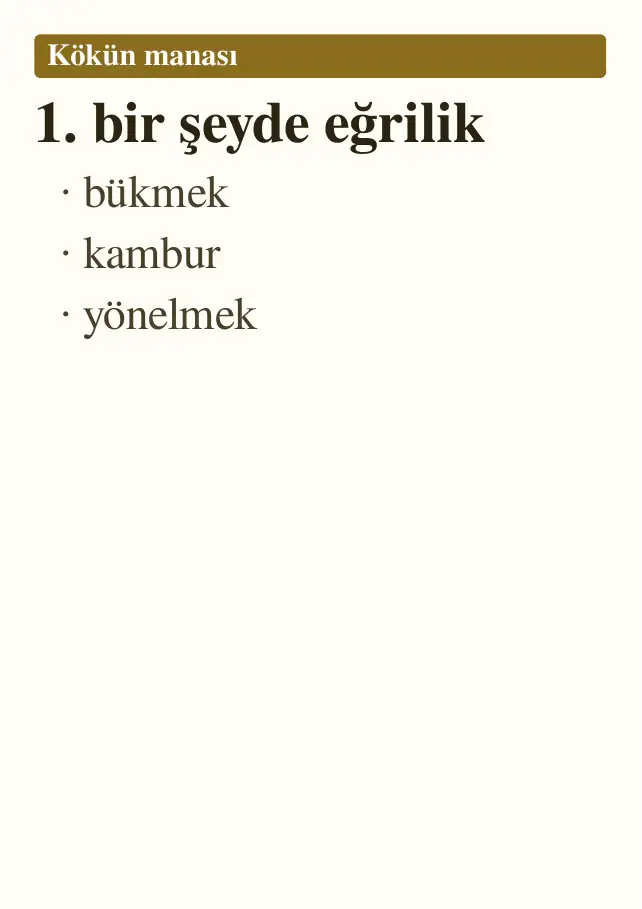 Kökün manası
1. bir şeyde eğrilik
· bükmek
· kambur
· yönelmek